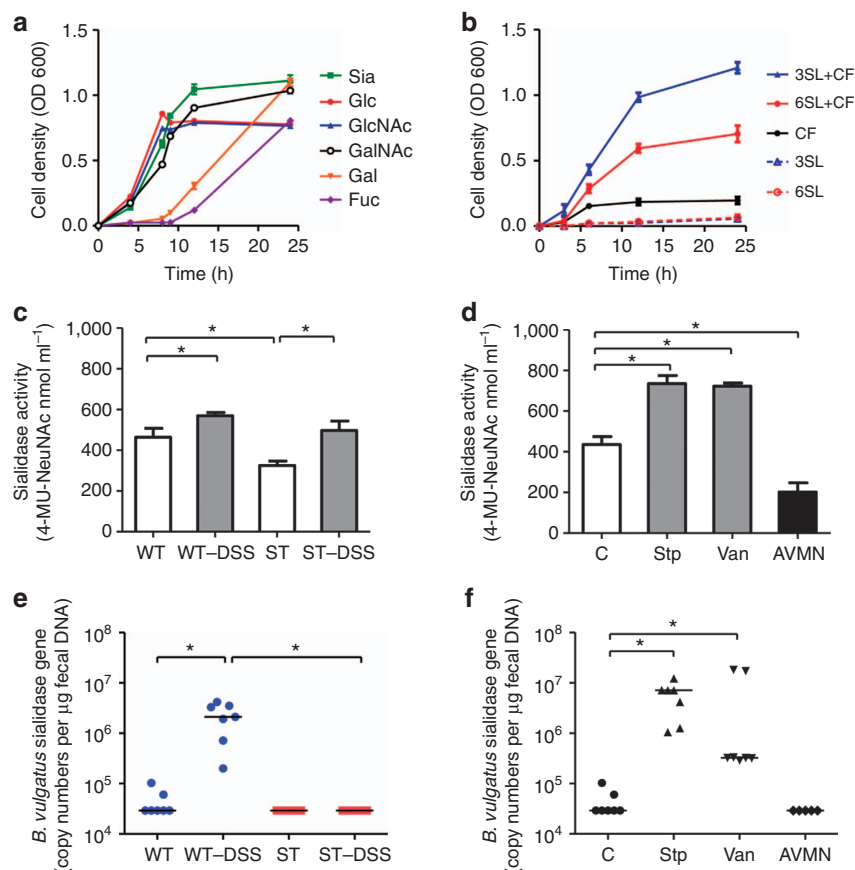 a
Cell density (OD 600)
1.5
1.0
0.5
0.0
0 5 10 15 20 25
Time (h)
Sia
Glc
GlcNAc
GalNAc
Gal
Fuc
b
Cell density (OD 600)
1.5
1.0
0.5
0.0
0 5 10 15 20 25
Time (h)
3SL+CF
6SL+CF
CF
3SL
6SL
c
Sialidase activity
(4-MU-NeuNAc nmol ml⁻¹)
1,000
800
600
400
200
0
* * *
WT WT–DSS ST ST–DSS
d
Sialidase activity
(4-MU-NeuNAc nmol ml⁻¹)
1,000
800
600
400
200
0
* * *
C Stp Van AVMN
e
B. vulgatus sialidase gene
(copy numbers per µg fecal DNA)
10⁸
10⁷
10⁶
10⁵
10⁴
* *
WT WT–DSS ST ST–DSS
f
B. vulgatus sialidase gene
(copy numbers per µg fecal DNA)
10⁸
10⁷
10⁶
10⁵
10⁴
* *
C Stp Van AVMN